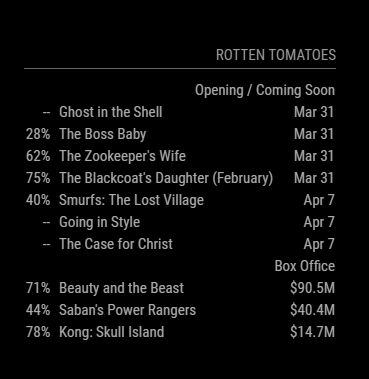 ROTTEN TOMATOES
Opening / Coming Soon
-- Ghost in the Shell Mar 31
28% The Boss Baby Mar 31
62% The Zookeeper's Wife Mar 31
75% The Blackcoat's Daughter (February) Mar 31
40% Smurfs: The Lost Village Apr 7
-- Going in Style Apr 7
-- The Case for Christ Apr 7
Box Office
71% Beauty and the Beast $90.5M
44% Saban's Power Rangers $40.4M
78% Kong: Skull Island $14.7M